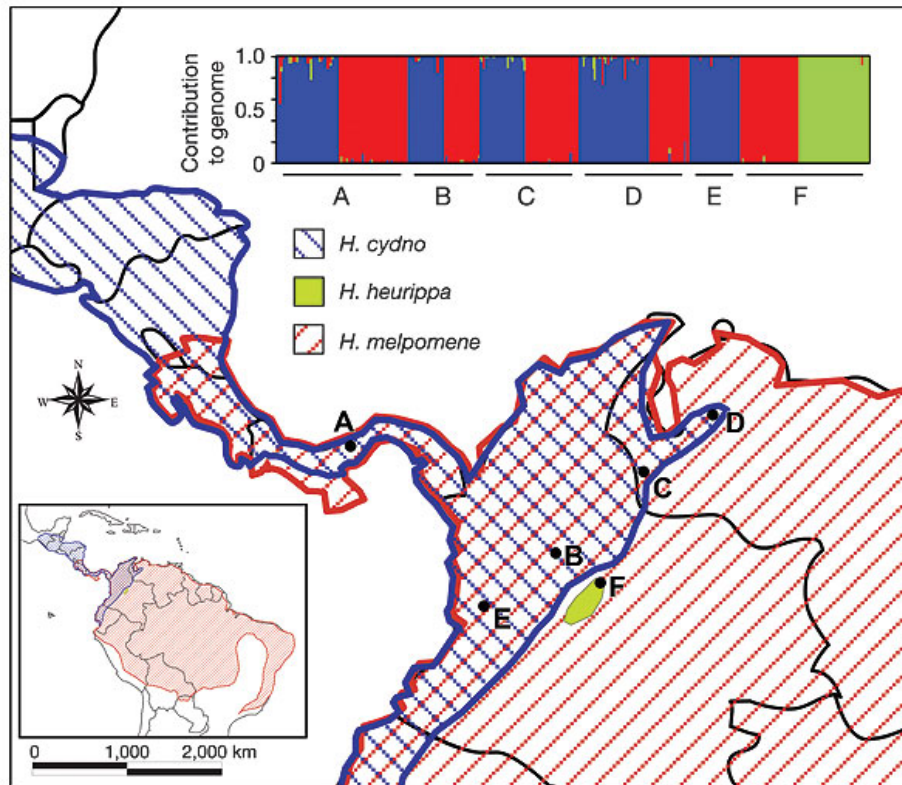 1.0
0.5
0
Contribution
to genome
A B C D E F
H. cydno
H. heurippa
H. melpomene
N
W E
S
A
D
C
B
F
E
0 1,000 2,000 km